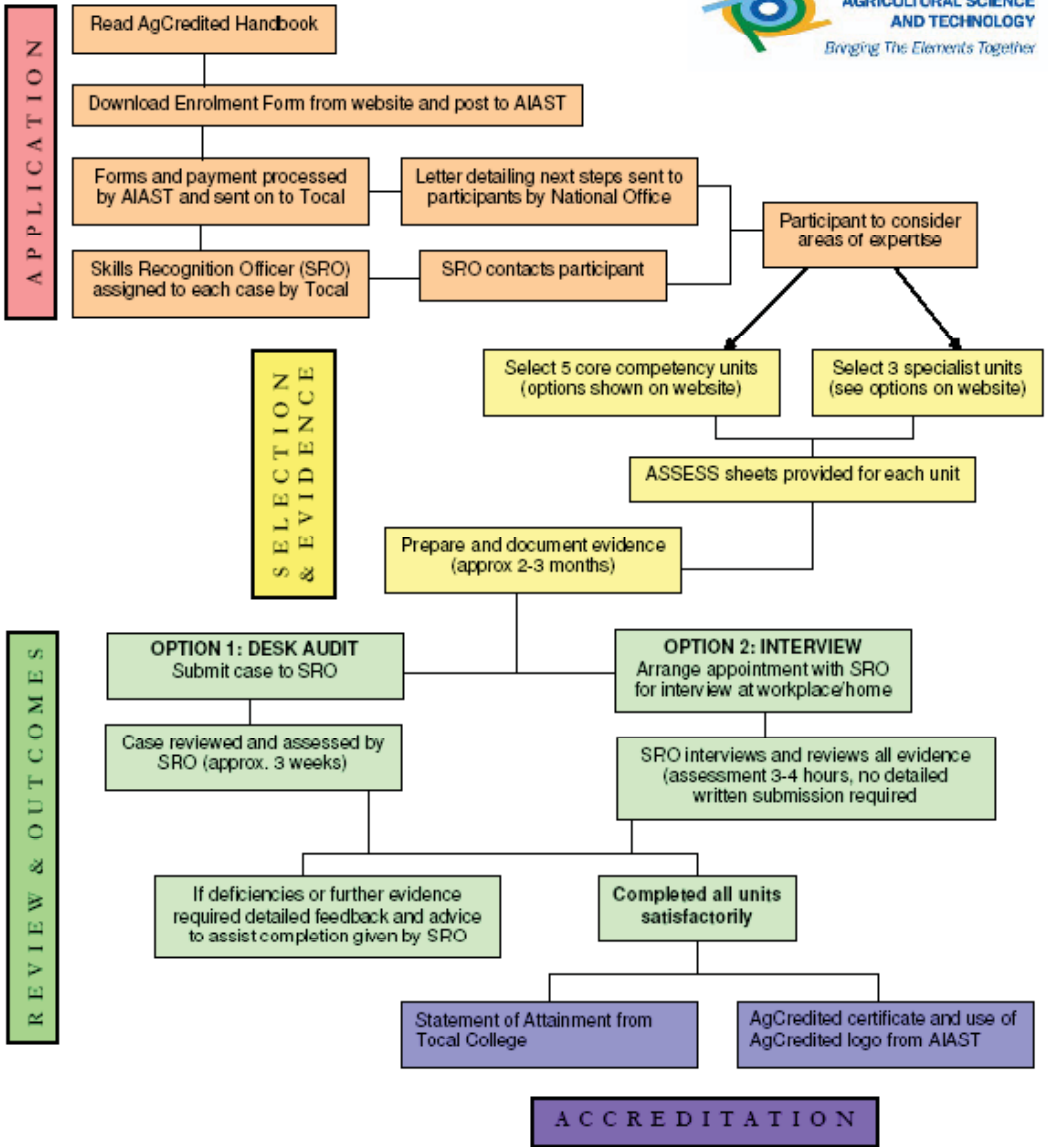 AGRICULTURAL SCIENCE
AND TECHNOLOGY
Bringing The Elements Together
APPLICATION
Read AgCredited Handbook
Download Enrolment Form from website and post to AIAST
Forms and payment processed
by AIAST and sent on to Tocal
Letter detailing next steps sent to
participants by National Office
Participant to consider
areas of expertise
Skills Recognition Officer (SRO)
assigned to each case by Tocal
SRO contacts participant
SELECTION
& EVIDENCE
Select 5 core competency units
(options shown on website)
Select 3 specialist units
(see options on website)
ASSESS sheets provided for each unit
Prepare and document evidence
(approx 2-3 months)
REVIEW & OUTCOMES
OPTION 1: DESK AUDIT
Submit case to SRO
OPTION 2: INTERVIEW
Arrange appointment with SRO
for interview at workplace/home
Case reviewed and assessed by
SRO (approx. 3 weeks)
SRO interviews and reviews all evidence
(assessment 3-4 hours, no detailed
written submission required
If deficiencies or further evidence
required detailed feedback and advice
to assist completion given by SRO
Completed all units
satisfactorily
Statement of Attainment from
Tocal College
AgCredited certificate and use of
AgCredited logo from AIAST
ACCREDITATION